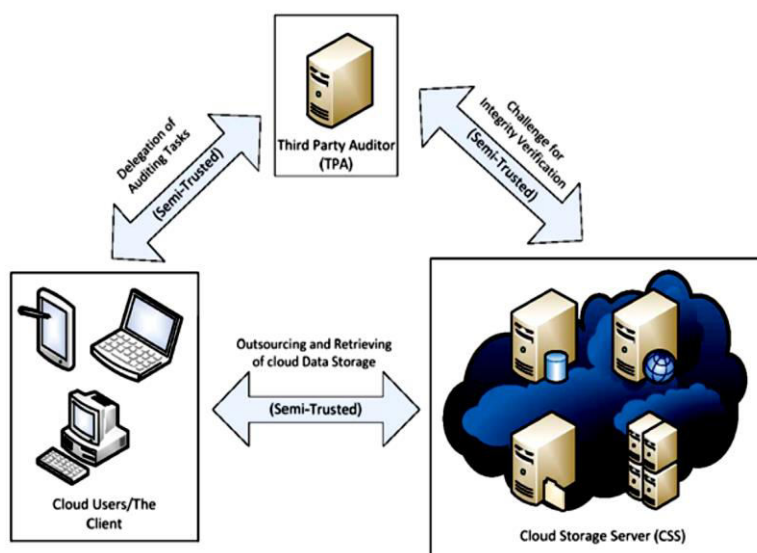 Third Party Auditor
(TPA)
Delegation of
Auditing Tasks
(Semi-Trusted)
Challenge for
Integrity Verification
(Semi-Trusted)
Outsourcing and Retrieving
of cloud Data Storage
(Semi-Trusted)
Cloud Users/The
Client
Cloud Storage Server (CSS)